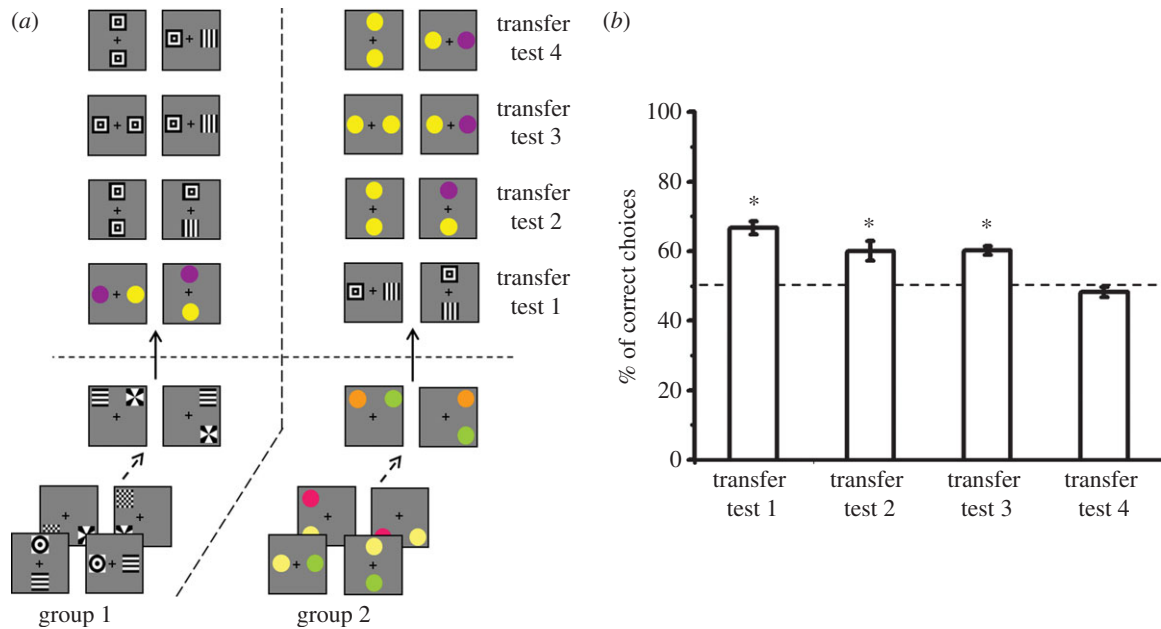 (a)
transfer
test 4
transfer
test 3
transfer
test 2
transfer
test 1
group 1
group 2
(b)
% of correct choices
100
80
60
40
20
0
*
*
*
transfer
test 1
transfer
test 2
transfer
test 3
transfer
test 4